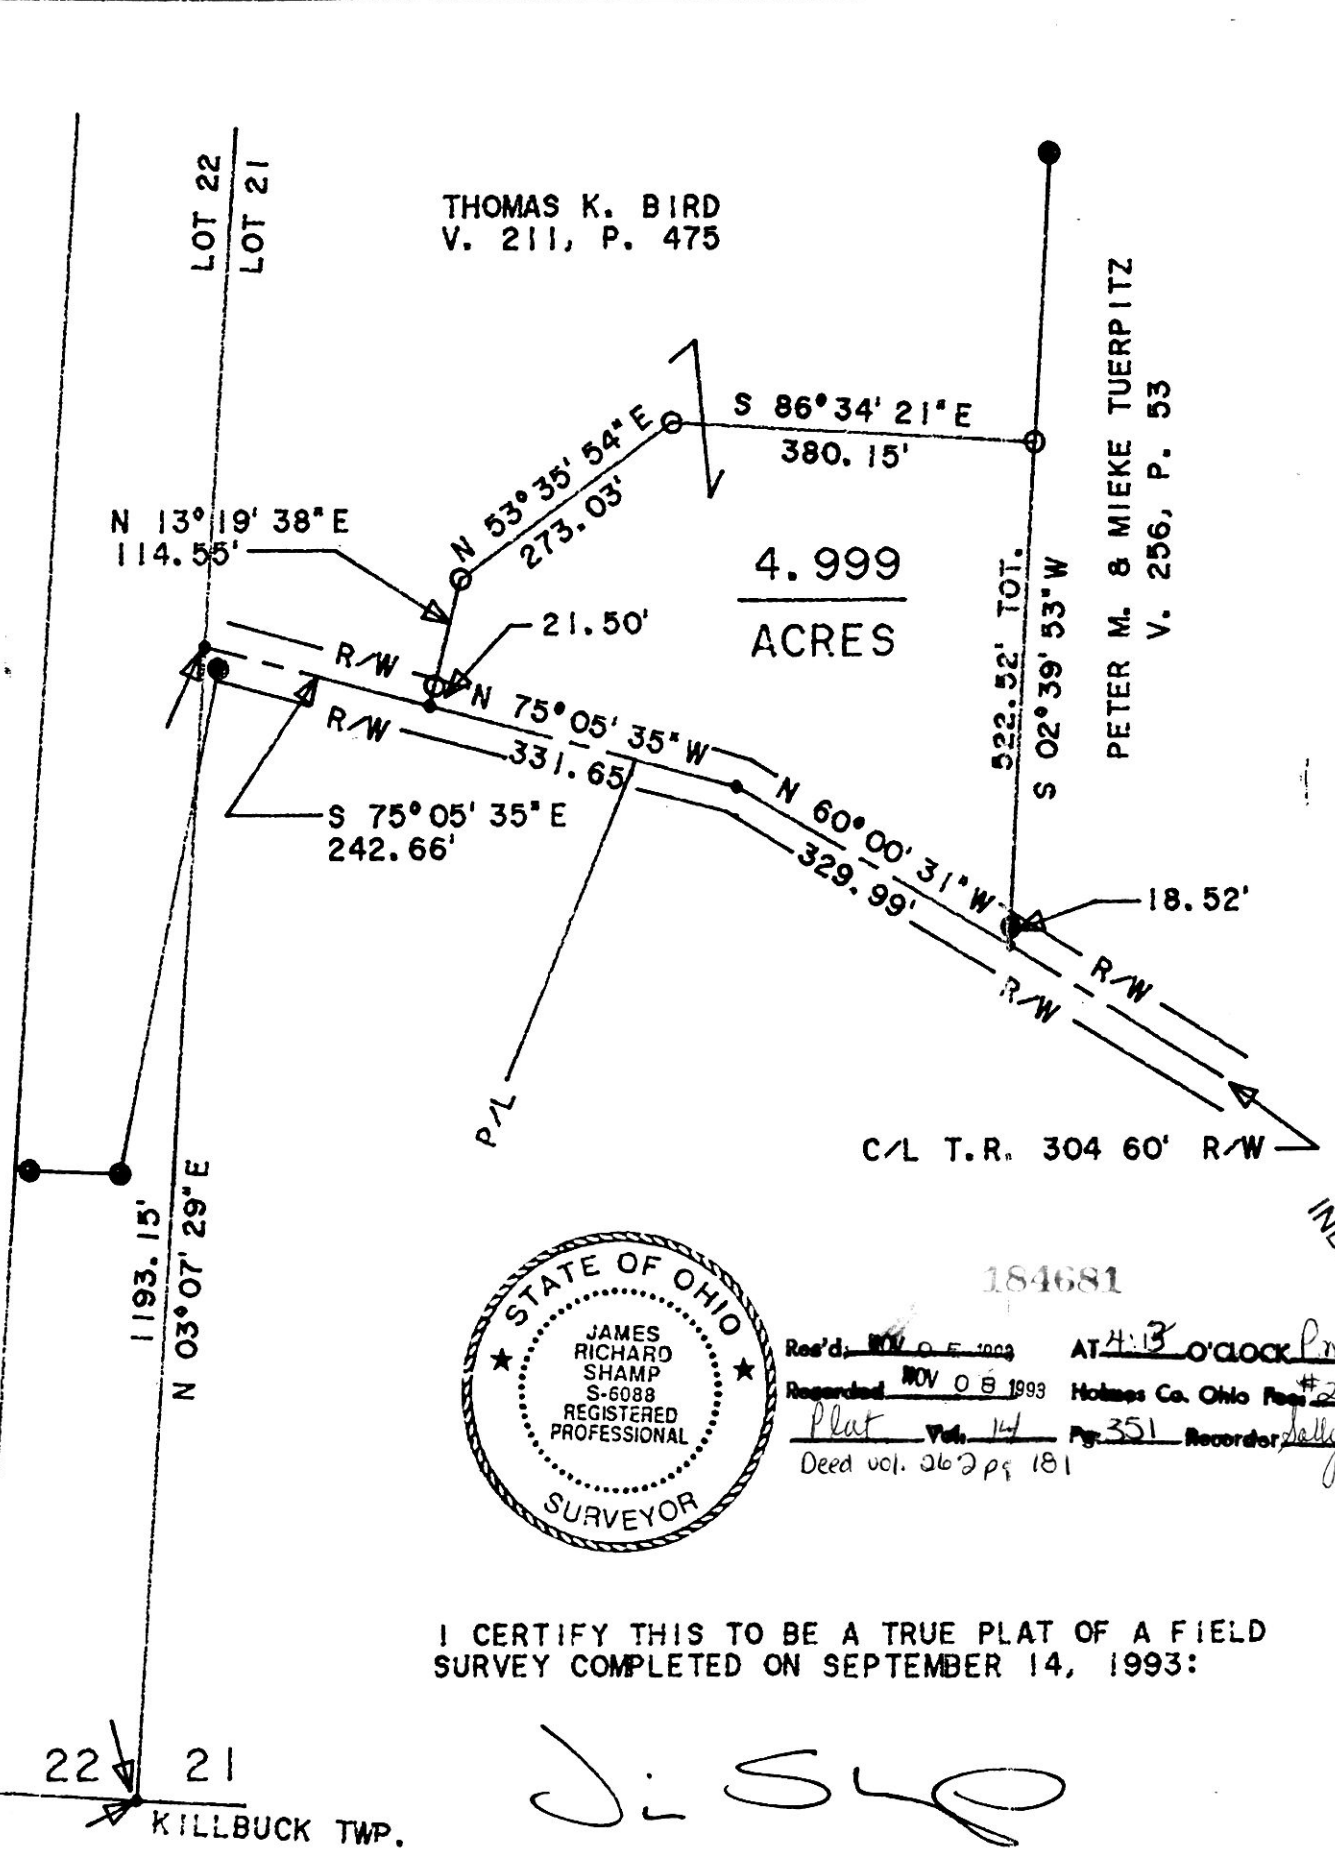 LOT 22
LOT 21
THOMAS K. BIRD
V. 211, P. 475
PETER M. & MIEKE TUERPITZ
V. 256, P. 53
S 86° 34' 21" E
380.15'
N 53° 35' 54" E
273.03'
N 13° 19' 38" E
114.55'
4.999
ACRES
522.52' TOT.
S 02° 39' 53" W
21.50'
R/W
R/W
N 75° 05' 35" W
331.65
S 75° 05' 35" E
242.66'
N 60° 00' 31" W
329.99'
18.52'
R/W
R/W
P/L
C/L T.R. 304 60' R/W
1193.15'
N 03° 07' 29" E
STATE OF OHIO
JAMES
RICHARD
SHAMP
S-6088
REGISTERED
PROFESSIONAL
SURVEYOR
184681
Rec'd: NOV 1993 AT 4:13 O'CLOCK P.
Recorded NOV 08 1993 Holmes Co. Ohio Fee: #2
Plat Vol. 14 Pg. 351 Recorder Sally
Deed vol. 262 pg 181
I CERTIFY THIS TO BE A TRUE PLAT OF A FIELD
SURVEY COMPLETED ON SEPTEMBER 14, 1993:
22 21
KILLBUCK TWP.